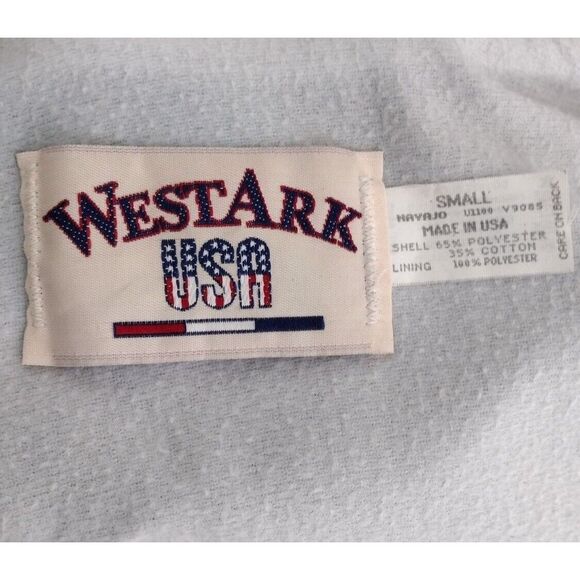 WESTARK
USA
SMALL
NAVAJO U1100 V9085
MADE IN USA
SHELL 65% POLYESTER
35% COTTON
LINING 100% POLYESTER
CARE ON BACK